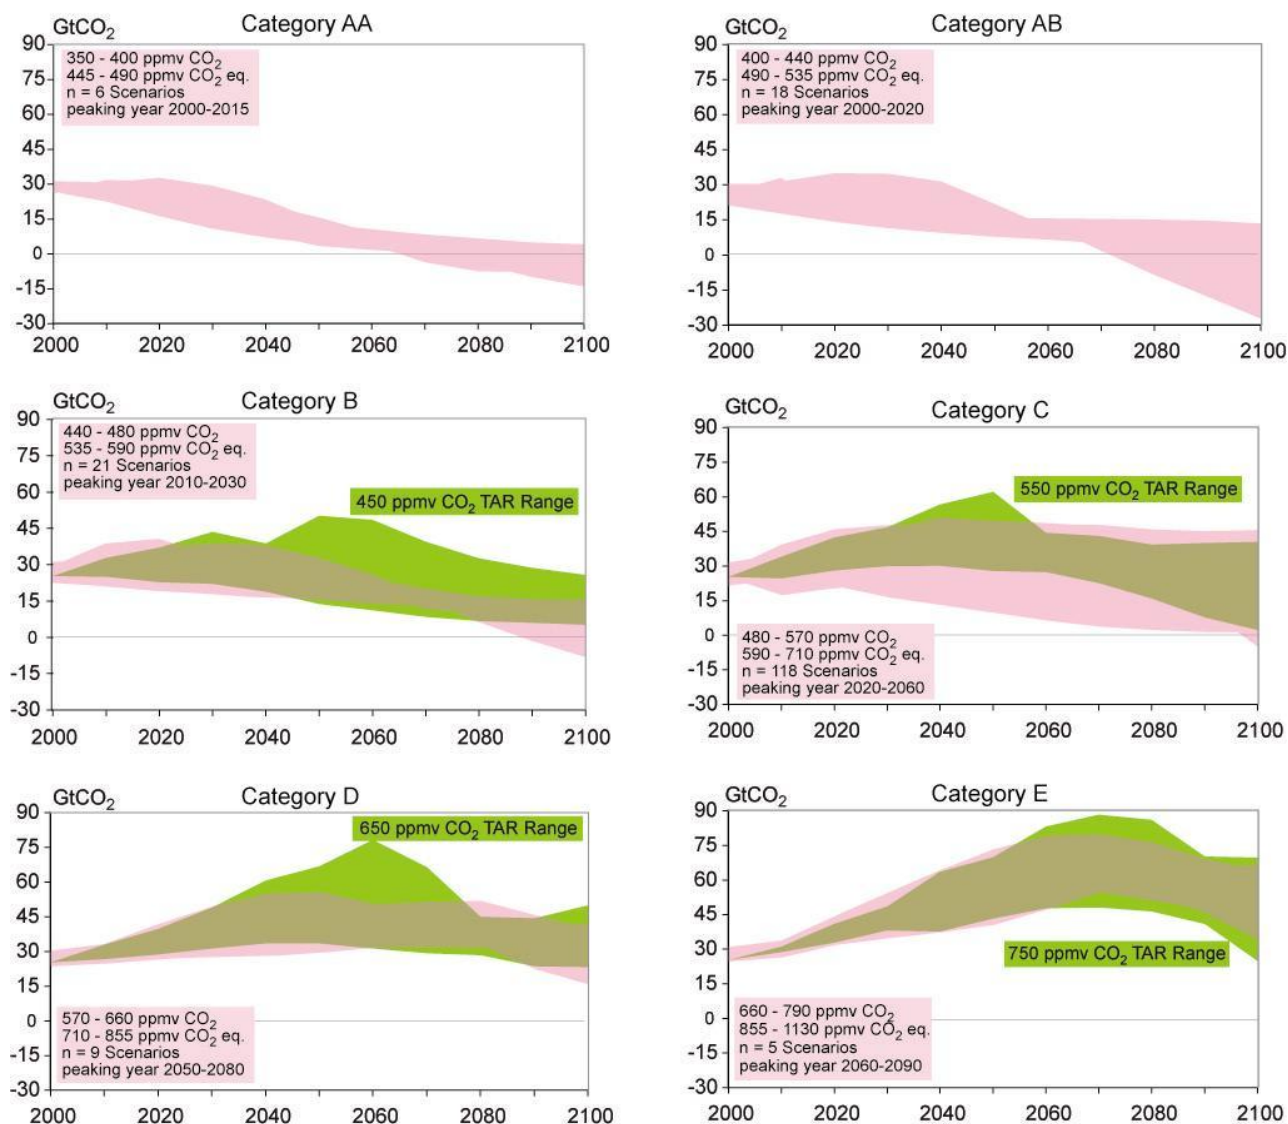 GtCO2
Category AA
90
350 - 400 ppmv CO2
75
445 - 490 ppmv CO2 eq.
n = 6 Scenarios
60
peaking year 2000-2015
45
30
15
0
-15
-30
2000 2020 2040 2060 2080 2100
GtCO2
Category AB
90
400 - 440 ppmv CO2
75
490 - 535 ppmv CO2 eq.
n = 18 Scenarios
60
peaking year 2000-2020
45
30
15
0
-15
-30
2000 2020 2040 2060 2080 2100
GtCO2
Category B
90
440 - 480 ppmv CO2
75
535 - 590 ppmv CO2 eq.
n = 21 Scenarios
60
peaking year 2010-2030
450 ppmv CO2 TAR Range
45
30
15
0
-15
-30
2000 2020 2040 2060 2080 2100
GtCO2
Category C
90
75
60
550 ppmv CO2 TAR Range
45
30
15
0
480 - 570 ppmv CO2
590 - 710 ppmv CO2 eq.
-15
n = 118 Scenarios
peaking year 2020-2060
-30
2000 2020 2040 2060 2080 2100
GtCO2
Category D
90
650 ppmv CO2 TAR Range
75
60
45
30
15
0
570 - 660 ppmv CO2
710 - 855 ppmv CO2 eq.
-15
n = 9 Scenarios
peaking year 2050-2080
-30
2000 2020 2040 2060 2080 2100
GtCO2
Category E
90
75
60
45
30
750 ppmv CO2 TAR Range
15
0
660 - 790 ppmv CO2
855 - 1130 ppmv CO2 eq.
-15
n = 5 Scenarios
peaking year 2060-2090
-30
2000 2020 2040 2060 2080 2100